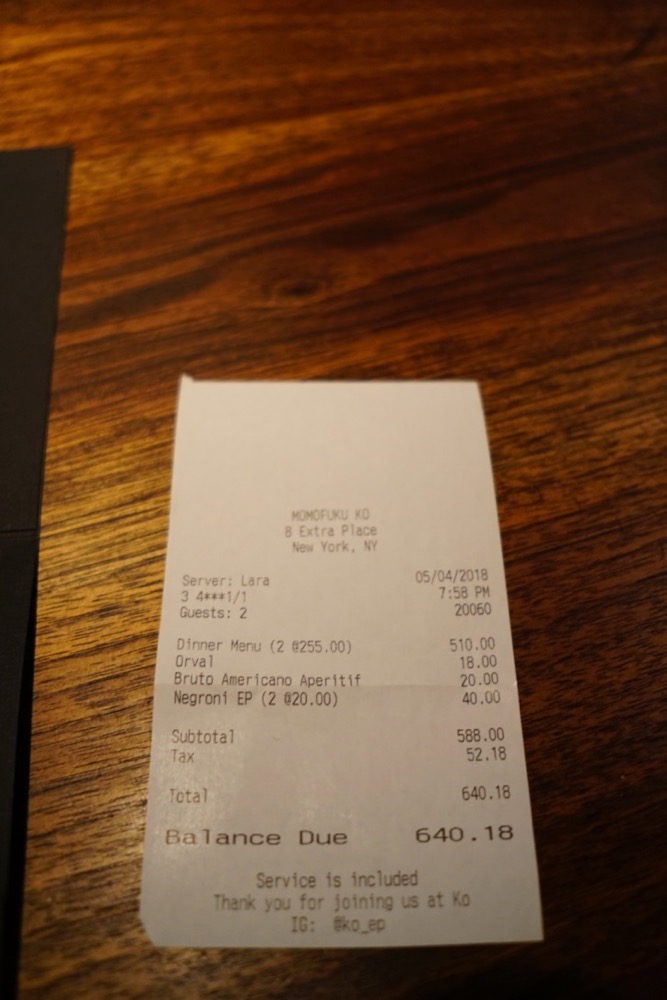 MOMOFUKU KO
8 Extra Place
New York, NY
Server: Lara 05/04/2018
3 4***1/1 7:58 PM
Guests: 2 20060
Dinner Menu (2 @255.00) 510.00
Orval 18.00
Bruto Americano Aperitif 20.00
Negroni EP (2 @20.00) 40.00
Subtotal 588.00
Tax 52.18
Total 640.18
Balance Due 640.18
Service is included
Thank you for joining us at Ko
IG: @ko_ep